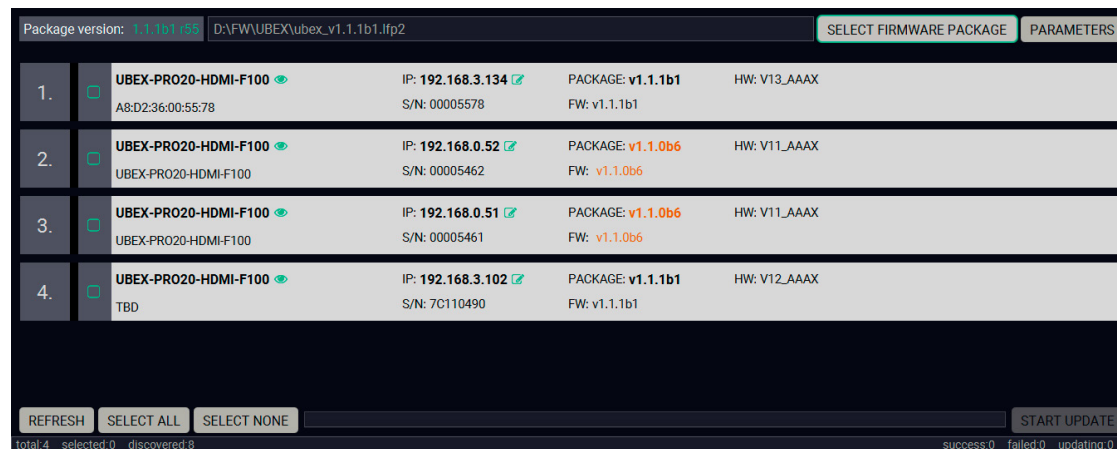 Package version: 1.1.1b1 r55 D:\FW\UBEX\ubex_v1.1.1b1.lfp2 SELECT FIRMWARE PACKAGE PARAMETERS
1. UBEX-PRO20-HDMI-F100 IP: 192.168.3.134 PACKAGE: v1.1.1b1 HW: V13_AAAX
A8:D2:36:00:55:78 S/N: 00005578 FW: v1.1.1b1
2. UBEX-PRO20-HDMI-F100 IP: 192.168.0.52 PACKAGE: v1.1.0b6 HW: V11_AAAX
UBEX-PRO20-HDMI-F100 S/N: 00005462 FW: v1.1.0b6
3. UBEX-PRO20-HDMI-F100 IP: 192.168.0.51 PACKAGE: v1.1.0b6 HW: V11_AAAX
UBEX-PRO20-HDMI-F100 S/N: 00005461 FW: v1.1.0b6
4. UBEX-PRO20-HDMI-F100 IP: 192.168.3.102 PACKAGE: v1.1.1b1 HW: V12_AAAX
TBD S/N: 7C110490 FW: v1.1.1b1
REFRESH SELECT ALL SELECT NONE START UPDATE
total:4 selected:0 discovered:8 success:0 failed:0 updating:0